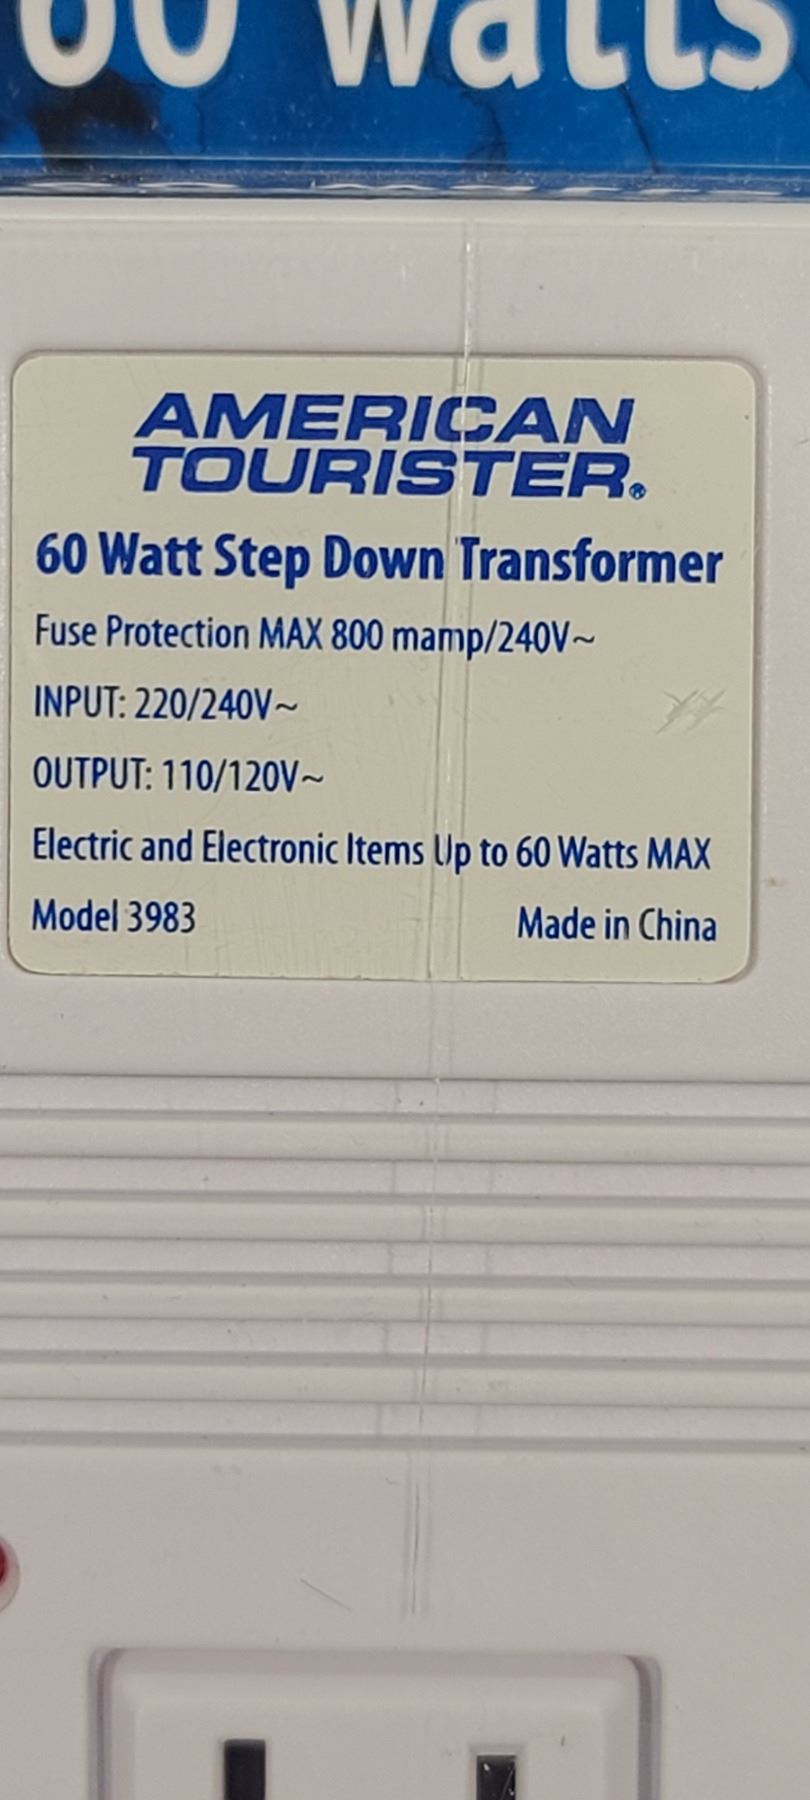 60 Watts
AMERICAN
TOURISTER®
60 Watt Step Down Transformer
Fuse Protection MAX 800 mamp/240V~
INPUT: 220/240V~
OUTPUT: 110/120V~
Electric and Electronic Items Up to 60 Watts MAX
Model 3983 Made in China